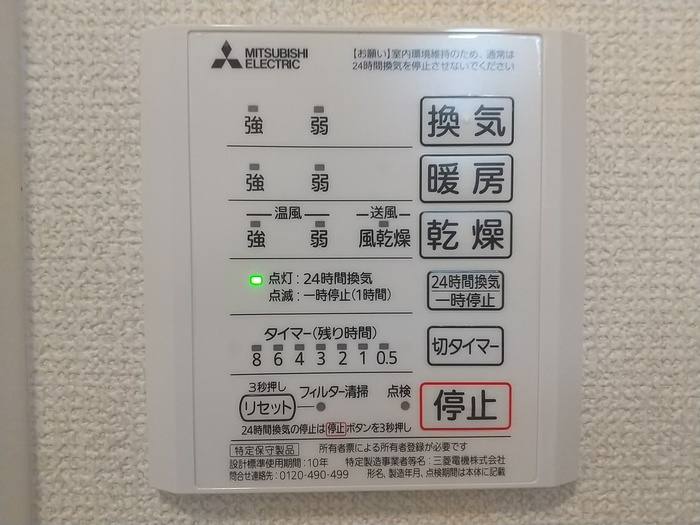 MITSUBISHI
ELECTRIC
【お願い】室内環境維持のため、通常は
24時間換気を停止させないでください
強 弱 換気
強 弱 暖房
温風 送風
強 弱 風乾燥 乾燥
点灯：24時間換気
点滅：一時停止(1時間)
24時間換気
一時停止
タイマー(残り時間)
8 6 4 3 2 1 0.5
切タイマー
3秒押し
リセット フィルター清掃 点検
停止
24時間換気の停止は停止ボタンを3秒押し
特定保守製品 所有者票による所有者登録が必要です
設計標準使用期間：10年 特定製造事業者等名：三菱電機株式会社
問合せ連絡先：0120-490-499 形名、製造年月、点検期間は本体に記載